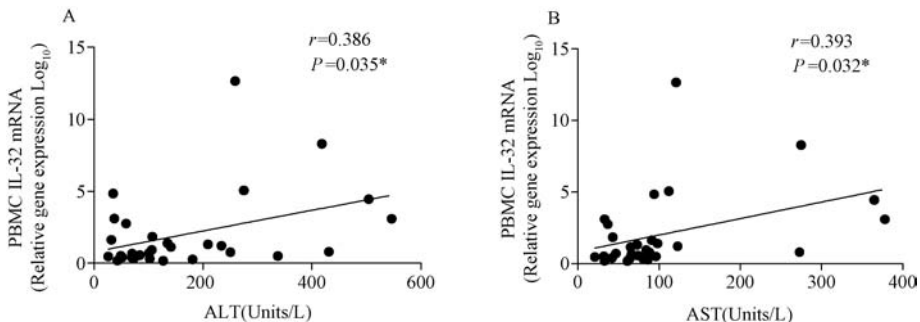 A
r=0.386
P=0.035*
PBMC IL-32 mRNA
(Relative gene expression Log10)
15
10
5
0
0
200
400
600
ALT(Units/L)
B
r=0.393
P=0.032*
PBMC IL-32 mRNA
(Relative gene expression Log10)
15
10
5
0
0
100
200
300
400
AST(Units/L)